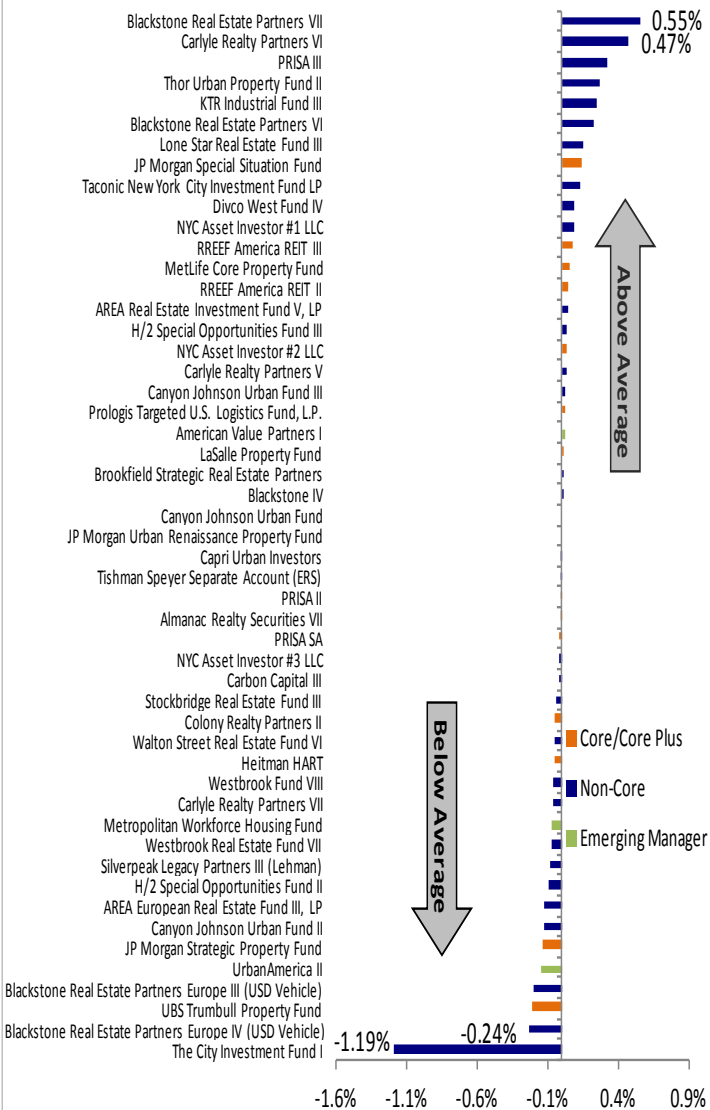 Blackstone Real Estate Partners VII
0.55%
Carlyle Realty Partners VI
0.47%
PRISA III
Thor Urban Property Fund II
KTR Industrial Fund III
Blackstone Real Estate Partners VI
Lone Star Real Estate Fund III
JP Morgan Special Situation Fund
Taconic New York City Investment Fund LP
Divco West Fund IV
NYC Asset Investor #1 LLC
RREEF America REIT III
MetLife Core Property Fund
RREEF America REIT II
AREA Real Estate Investment Fund V, LP
H/2 Special Opportunities Fund III
NYC Asset Investor #2 LLC
Carlyle Realty Partners V
Canyon Johnson Urban Fund III
Prologis Targeted U.S. Logistics Fund, L.P.
American Value Partners I
LaSalle Property Fund
Brookfield Strategic Real Estate Partners
Blackstone IV
Above Average
Canyon Johnson Urban Fund
JP Morgan Urban Renaissance Property Fund
Capri Urban Investors
Tishman Speyer Separate Account (ERS)
PRISA II
Almanac Realty Securities VII
PRISA SA
NYC Asset Investor #3 LLC
Carbon Capital III
Stockbridge Real Estate Fund III
Colony Realty Partners II
Walton Street Real Estate Fund VI
Heitman HART
Westbrook Fund VIII
Carlyle Realty Partners VII
Metropolitan Workforce Housing Fund
Westbrook Real Estate Fund VII
Silverpeak Legacy Partners III (Lehman)
H/2 Special Opportunities Fund II
AREA European Real Estate Fund III, LP
Canyon Johnson Urban Fund II
JP Morgan Strategic Property Fund
UrbanAmerica II
Blackstone Real Estate Partners Europe III (USD Vehicle)
UBS Trumbull Property Fund
Blackstone Real Estate Partners Europe IV (USD Vehicle)
-0.24%
The City Investment Fund I
-1.19%
Below Average
Core/Core Plus
Non-Core
Emerging Manager
-1.6% -1.1% -0.6% -0.1% 0.4% 0.9%